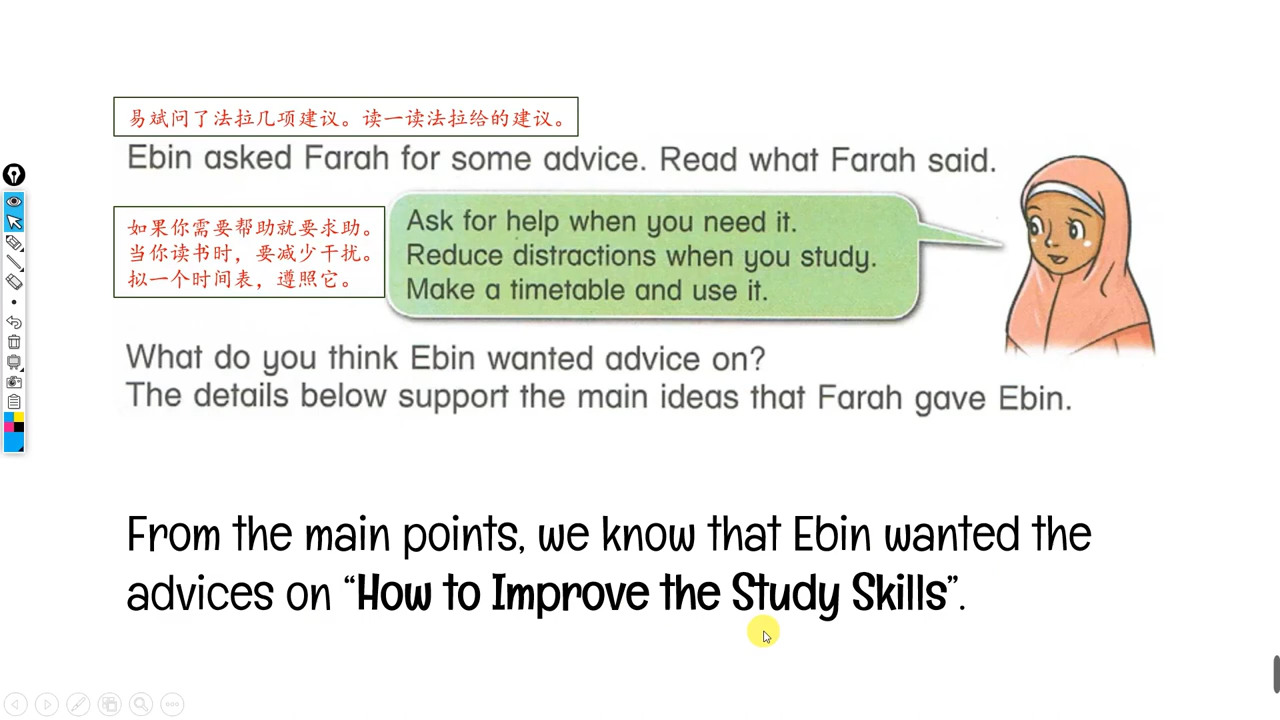 易斌问了法拉几项建议。读一读法拉给的建议。
Ebin asked Farah for some advice. Read what Farah said.
如果你需要帮助就要求助。
当你读书时，要减少干扰。
拟一个时间表，遵照它。
Ask for help when you need it.
Reduce distractions when you study.
Make a timetable and use it.
What do you think Ebin wanted advice on?
The details below support the main ideas that Farah gave Ebin.
From the main points, we know that Ebin wanted the
advices on “How to Improve the Study Skills”.